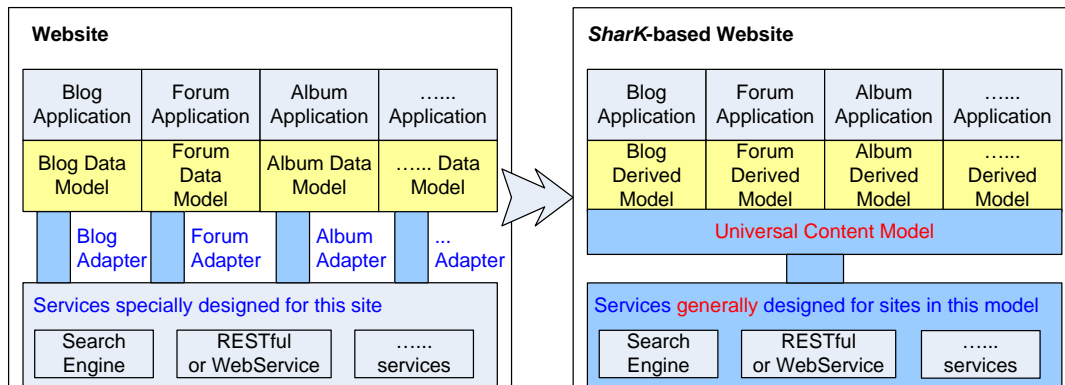 Website
Blog
Application
Forum
Application
Album
Application
…...
Application
Blog Data
Model
Forum
Data
Model
Album Data
Model
…... Data
Model
Blog
Adapter
Forum
Adapter
Album
Adapter
...
Adapter
Services specially designed for this site
Search
Engine
RESTful
or WebService
…...
services
SharK-based Website
Blog
Application
Forum
Application
Album
Application
…...
Application
Blog
Derived
Model
Forum
Derived
Model
Album
Derived
Model
…...
Derived
Model
Universal Content Model
Services generally designed for sites in this model
Search
Engine
RESTful
or WebService
…...
services